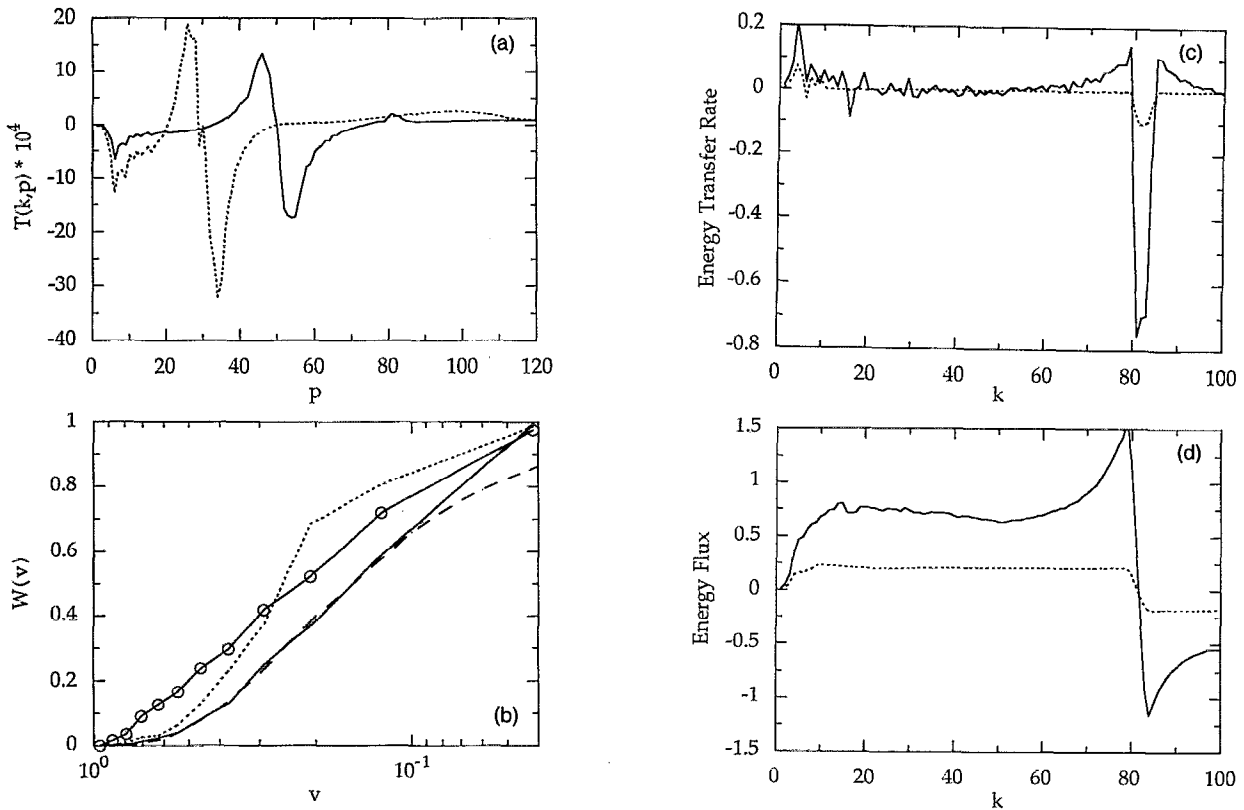 20
10
0
-10
-20
-30
-40
T(k,p) * 10⁴
(a)
0 20 40 60 80 100 120
p
0.2
0
-0.2
-0.4
-0.6
-0.8
Energy Transfer Rate
(c)
0 20 40 60 80 100
k
1
0.8
0.6
0.4
0.2
0
W(v)
(b)
10⁰ 10⁻¹
v
1.5
1
0.5
0
-0.5
-1
-1.5
Energy Flux
(d)
0 20 40 60 80 100
k